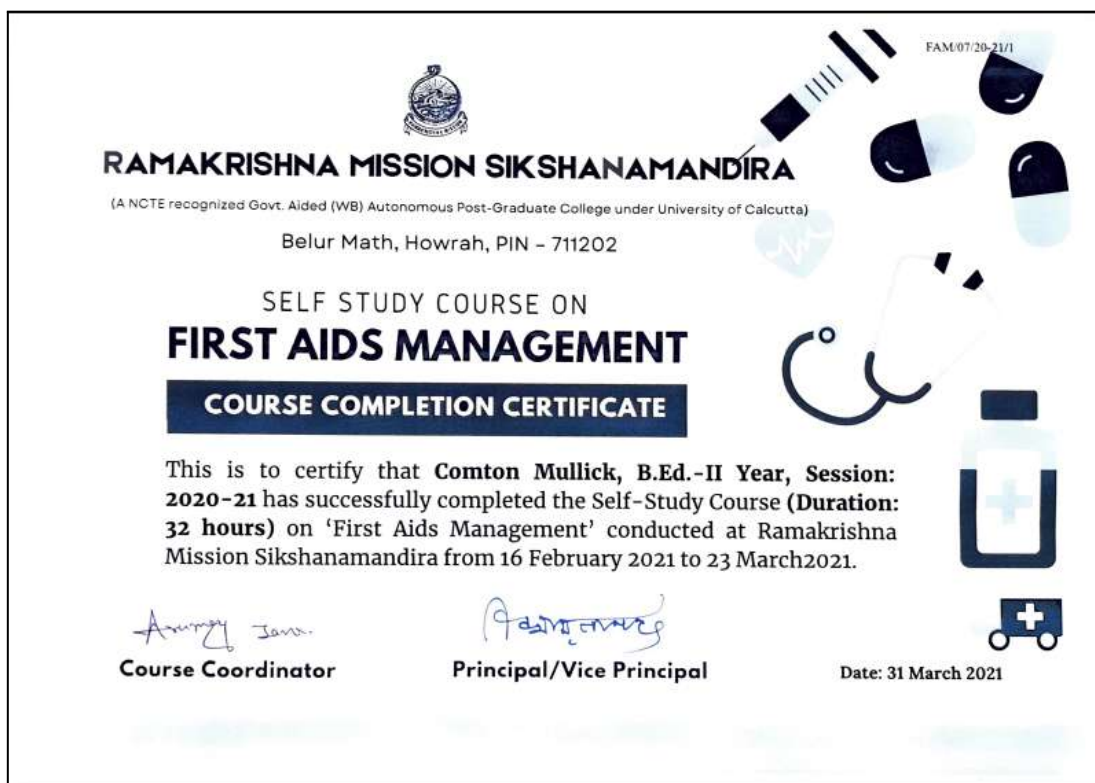 FAM/07/20-21/1
RAMAKRISHNA MISSION SIKSHANAMANDIRA
(A NCTE recognized Govt. Aided (WB) Autonomous Post-Graduate College under University of Calcutta)
Belur Math, Howrah, PIN – 711202
SELF STUDY COURSE ON
FIRST AIDS MANAGEMENT
COURSE COMPLETION CERTIFICATE
This is to certify that Comton Mullick, B.Ed.-II Year, Session:
2020-21 has successfully completed the Self-Study Course (Duration:
32 hours) on ‘First Aids Management’ conducted at Ramakrishna
Mission Sikshanamandira from 16 February 2021 to 23 March2021.
Course Coordinator
Principal/Vice Principal
Date: 31 March 2021